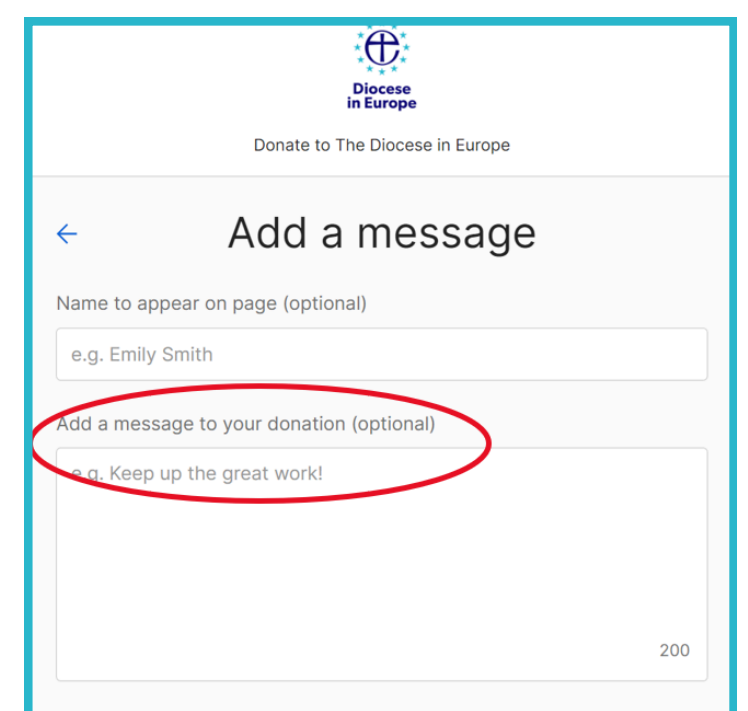 Diocese
in Europe
Donate to The Diocese in Europe
Add a message
Name to appear on page (optional)
e.g. Emily Smith
Add a message to your donation (optional)
e.g. Keep up the great work!
200